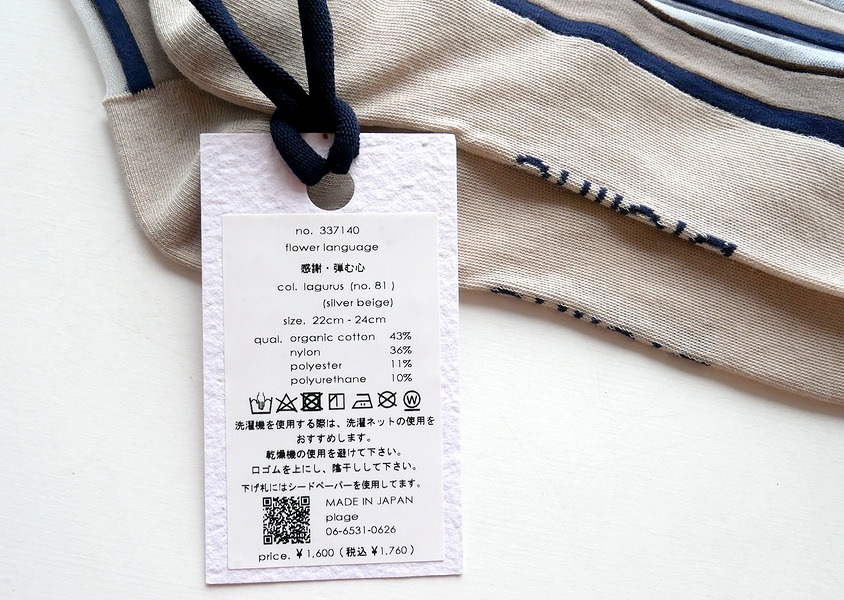 no. 337140
flower language
感謝・弾む心
col. lagurus (no. 81 )
(silver beige)
size. 22cm - 24cm
qual. organic cotton 43%
nylon 36%
polyester 11%
polyurethane 10%
洗濯機を使用する際は、洗濯ネットの使用を
おすすめします。
乾燥機の使用を避けて下さい。
口ゴムを上にし、陰干しして下さい。
下げ札にはシードペーパーを使用してます。
MADE IN JAPAN
plage
06-6531-0626
price. ¥1,600 (税込 ¥1,760 )